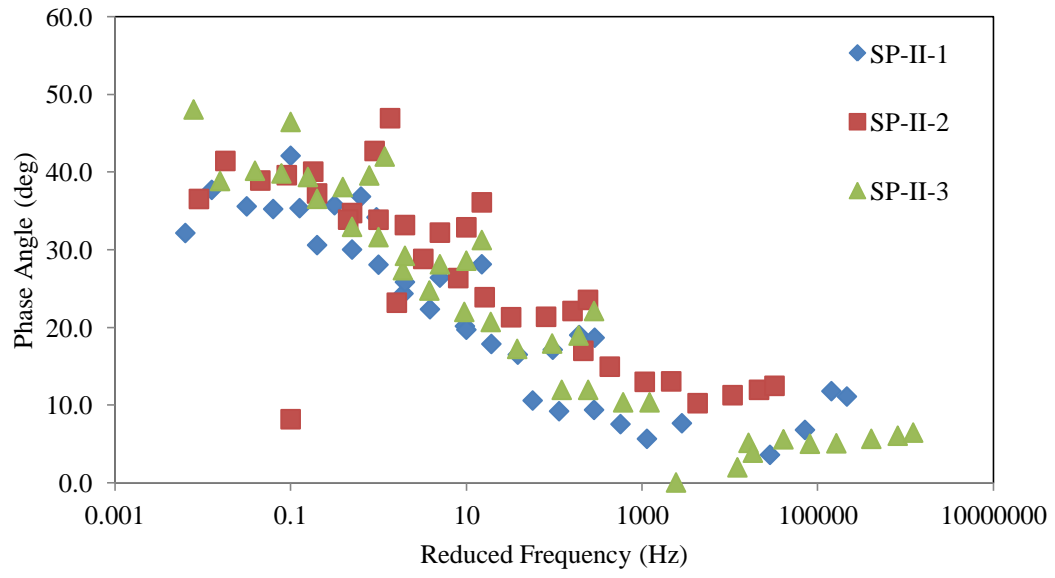 60.0
50.0
40.0
30.0
20.0
10.0
0.0
Phase Angle (deg)
SP-II-1
SP-II-2
SP-II-3
0.001 0.1 10 1000 100000 10000000
Reduced Frequency (Hz)